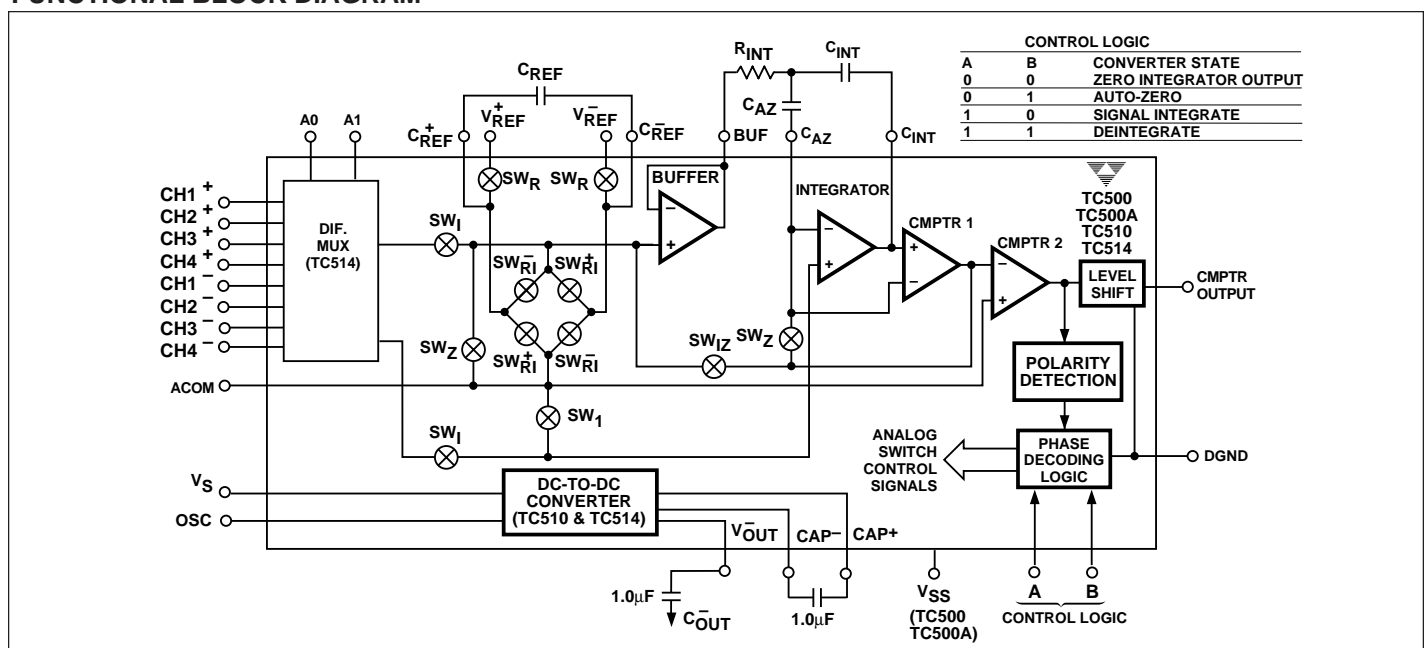 FUNCTIONAL BLOCK DIAGRAM
CONTROL LOGIC
A B CONVERTER STATE
0 0 ZERO INTEGRATOR OUTPUT
0 1 AUTO-ZERO
1 0 SIGNAL INTEGRATE
1 1 DEINTEGRATE
RINT
CINT
CREF
CAZ
A0
A1
C+REF
V+REF
V−REF
C−REF
BUF
CAZ
CINT
SWR
SWR
BUFFER
−
+
INTEGRATOR
−
+
CMPTR 1
+
−
CMPTR 2
−
+
TC500
TC500A
TC510
TC514
LEVEL
SHIFT
CMPTR
OUTPUT
CH1 +
CH2 +
CH3 +
CH4 +
CH1 −
CH2 −
CH3 −
CH4 −
DIF.
MUX
(TC514)
SWI
SW−RI
SW+RI
SWZ
SW+RI
SW−RI
SWIZ
SWZ
POLARITY
DETECTION
ACOM
SW1
SWI
ANALOG
SWITCH
CONTROL
SIGNALS
PHASE
DECODING
LOGIC
DGND
VS
OSC
DC-TO-DC
CONVERTER
(TC510 & TC514)
V−OUT
CAP−
CAP+
1.0µF
C−OUT
1.0µF
VSS
(TC500
TC500A)
A
B
CONTROL LOGIC